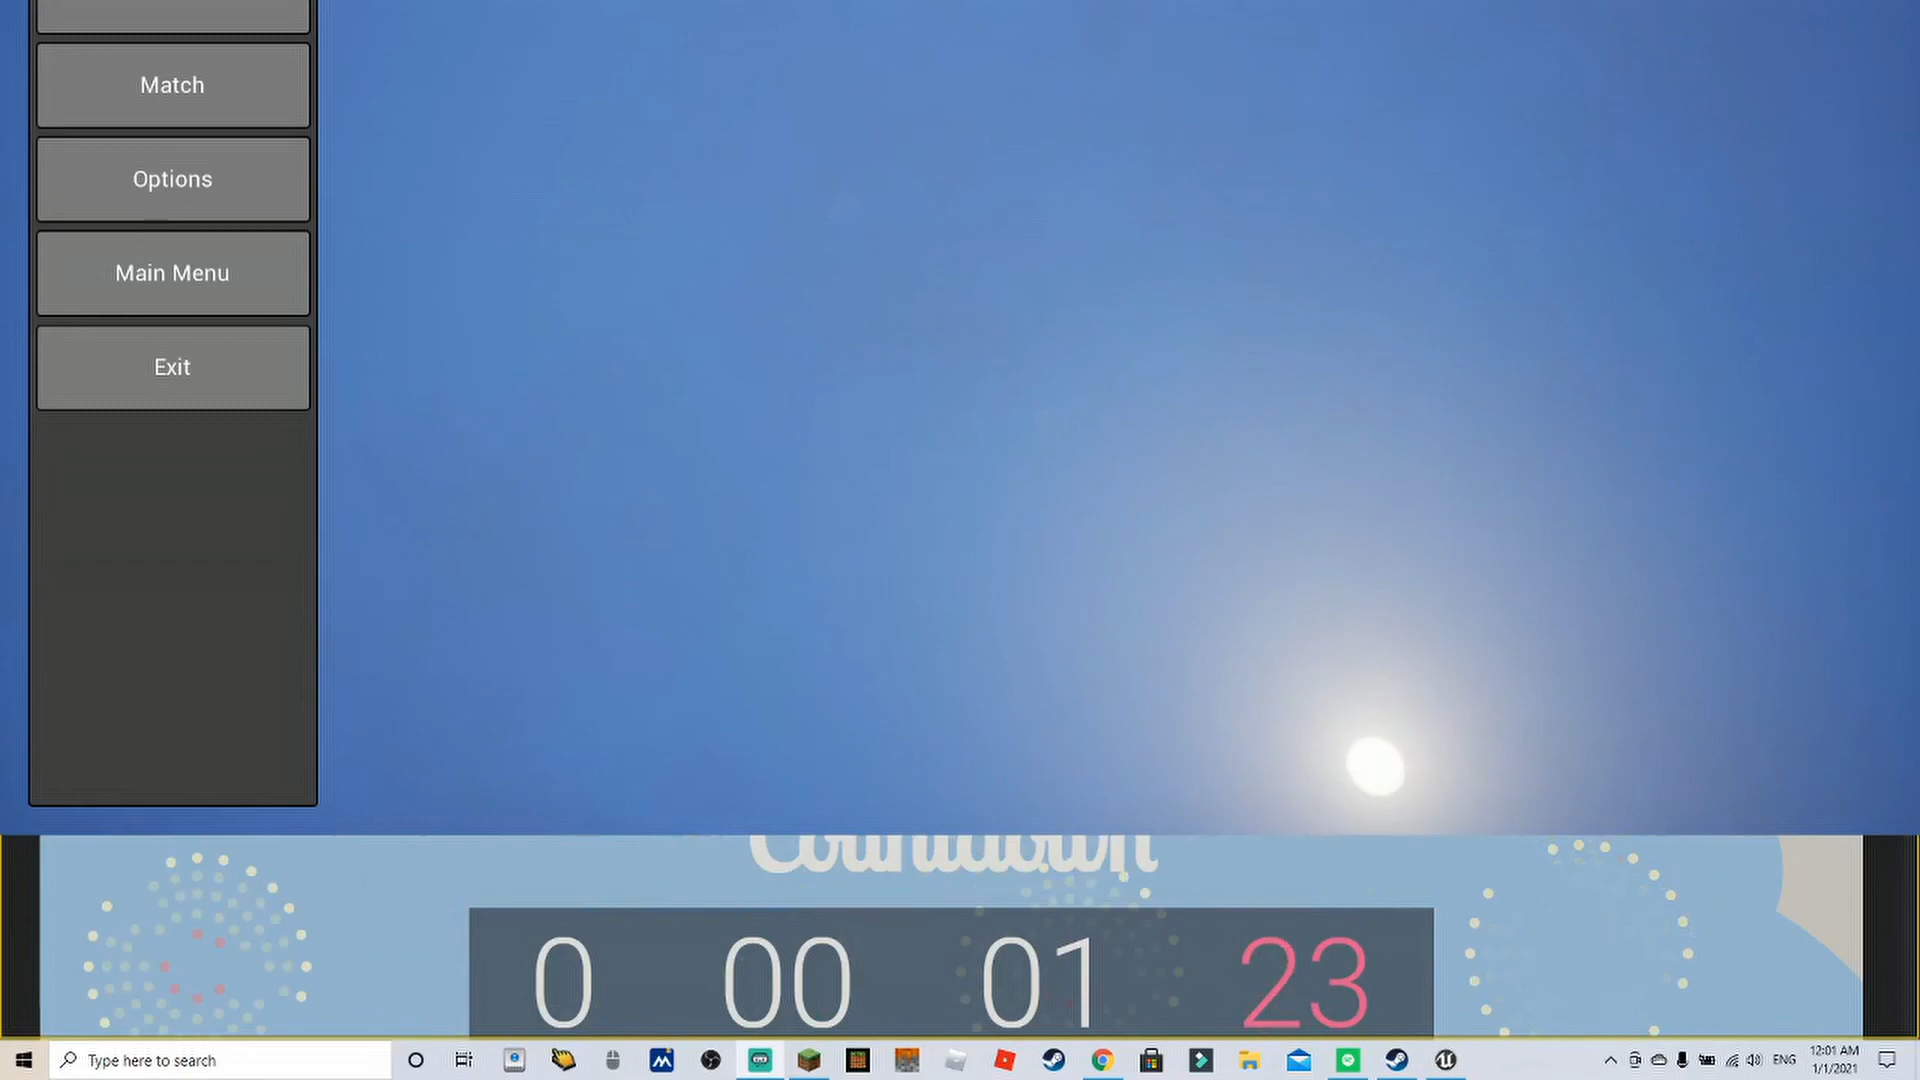 Match
Options
Main Menu
Exit
Countdown
0 00 01 23
Type here to search
ENG
12:01 AM
1/1/2021